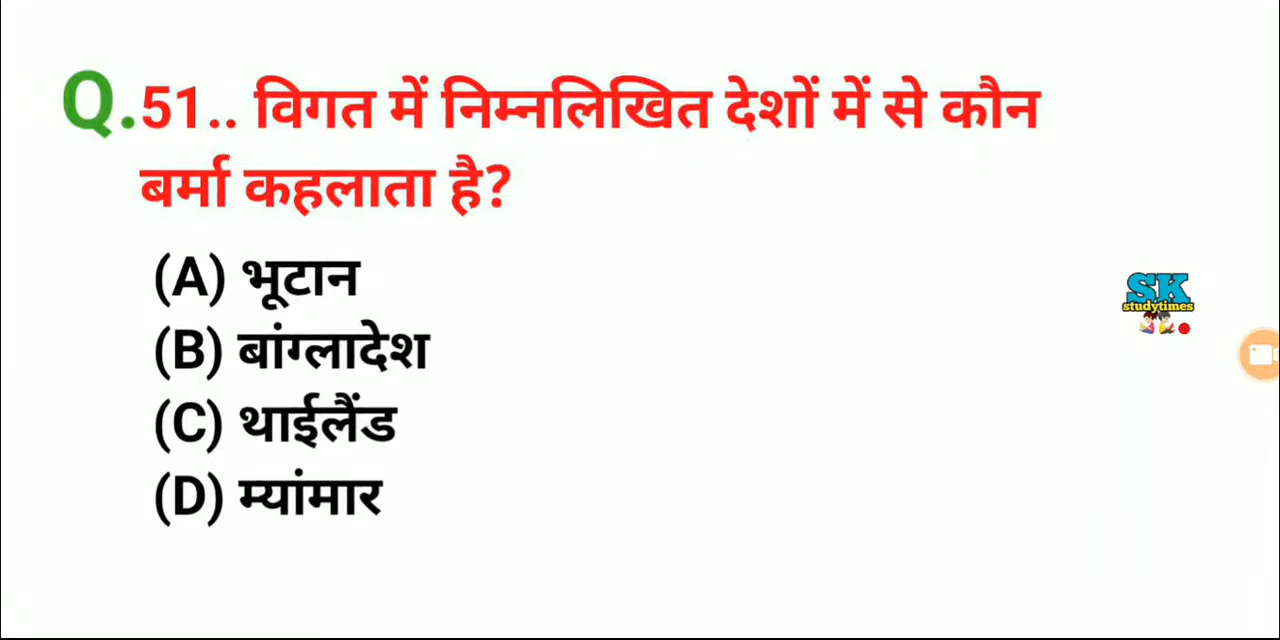 Q.51.. विगत में निम्नलिखित देशों में से कौन
बर्मा कहलाता है?
(A) भूटान
(B) बांग्लादेश
(C) थाईलैंड
(D) म्यांमार
SK
studytimes